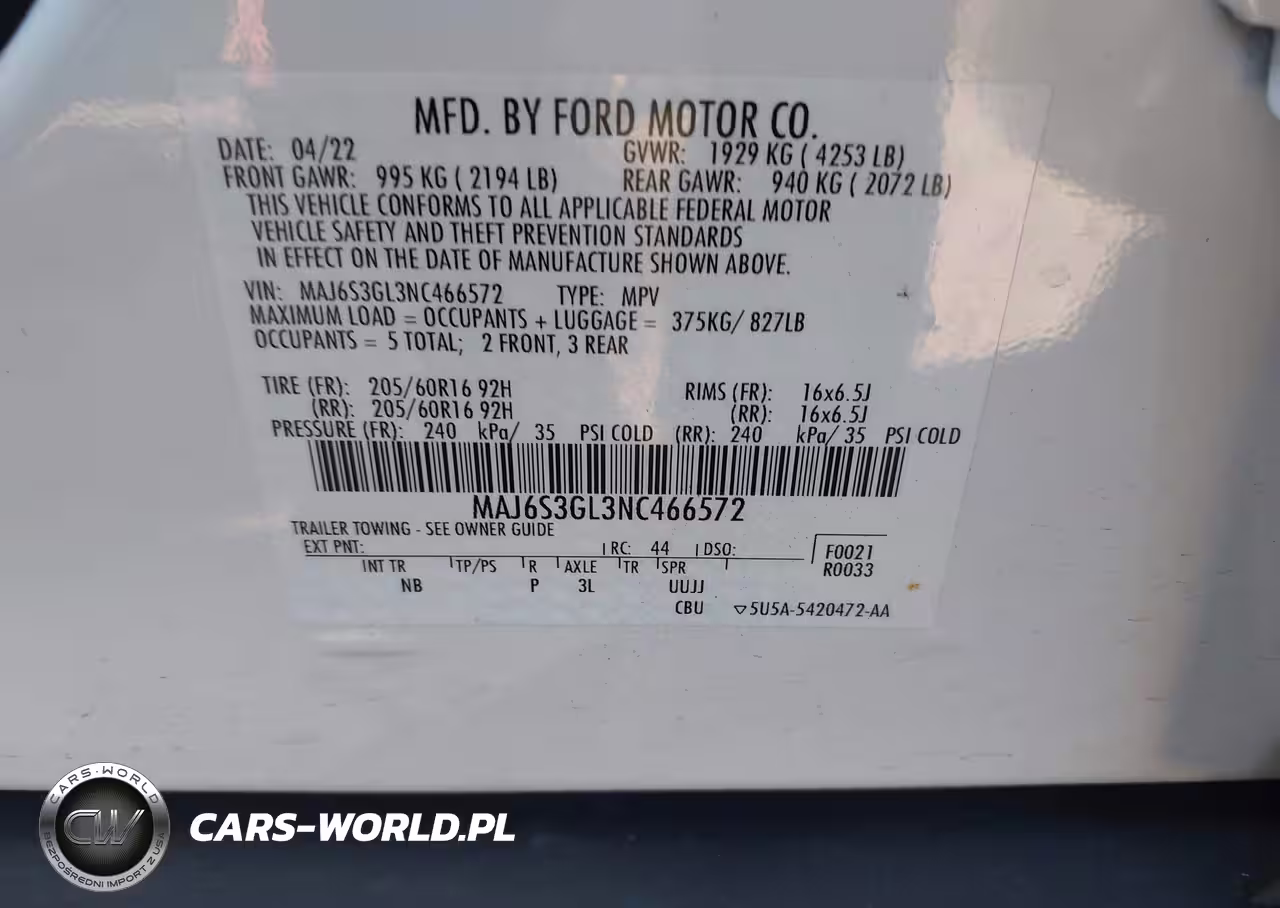 MFD. BY FORD MOTOR CO.
DATE: 04/22 GVWR: 1929 KG ( 4253 LB)
FRONT GAWR: 995 KG ( 2194 LB) REAR GAWR: 940 KG ( 2072 LB)
THIS VEHICLE CONFORMS TO ALL APPLICABLE FEDERAL MOTOR
VEHICLE SAFETY AND THEFT PREVENTION STANDARDS
IN EFFECT ON THE DATE OF MANUFACTURE SHOWN ABOVE.
VIN: MAJ6S3GL3NC466572 TYPE: MPV
MAXIMUM LOAD = OCCUPANTS + LUGGAGE = 375KG/ 827LB
OCCUPANTS = 5 TOTAL; 2 FRONT, 3 REAR
TIRE (FR): 205/60R16 92H RIMS (FR): 16x6.5J
(RR): 205/60R16 92H (RR): 16x6.5J
PRESSURE (FR): 240 kPa/ 35 PSI COLD (RR): 240 kPa/ 35 PSI COLD
MAJ6S3GL3NC466572
TRAILER TOWING - SEE OWNER GUIDE
EXT PNT: RC: 44 DSO: F0021
R0033
INT TR TP/PS R AXLE TR SPR
NB P 3L UUJJ
CBU ▽5U5A-5420472-AA
CARS-WORLD
CW
BEZPOŚREDNI IMPORT Z USA
CARS-WORLD.PL